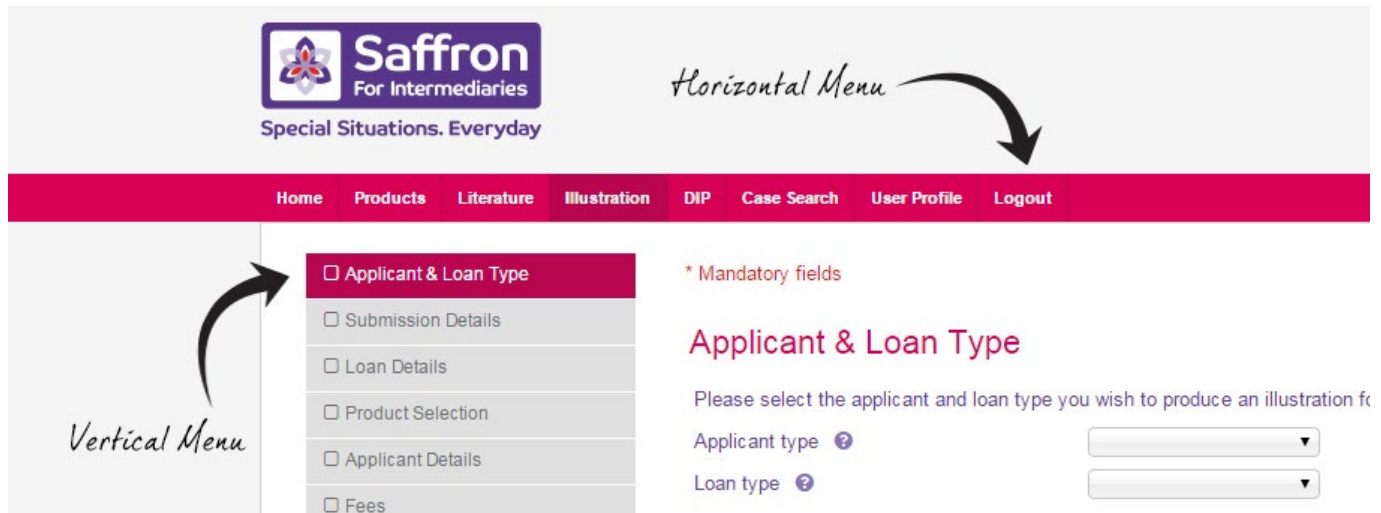 Saffron
For Intermediaries
Special Situations. Everyday
Horizontal Menu
Home Products Literature Illustration DIP Case Search User Profile Logout
Applicant & Loan Type
Submission Details
Loan Details
Product Selection
Applicant Details
Fees
Vertical Menu
* Mandatory fields
Applicant & Loan Type
Please select the applicant and loan type you wish to produce an illustration
Applicant type
Loan type